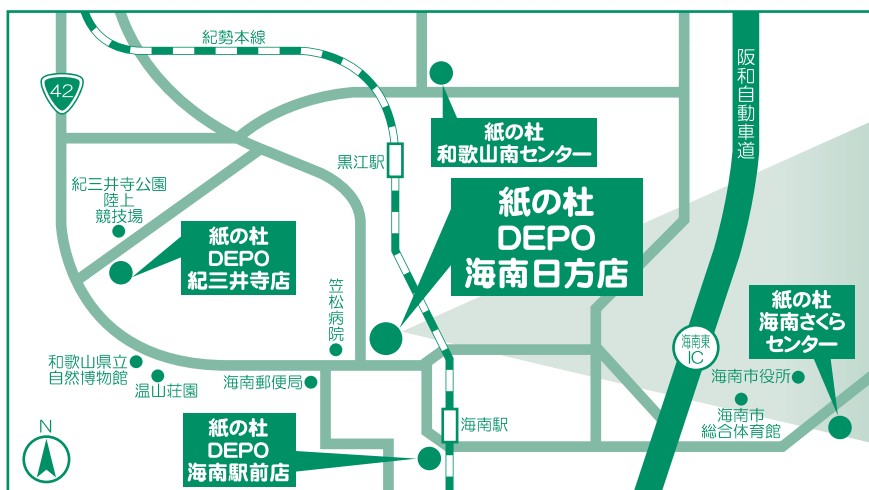 紀勢本線
42
阪和自動車道
紙の杜
和歌山南センター
黒江駅
紀三井寺公園
陸上
競技場
紙の杜
DEPO
海南日方店
紙の杜
DEPO
紀三井寺店
笠松病院
紙の杜
海南さくら
センター
海南東
IC
和歌山県立
自然博物館
温山荘園
海南郵便局
海南市役所
海南市
総合体育館
海南駅
紙の杜
DEPO
海南駅前店
N